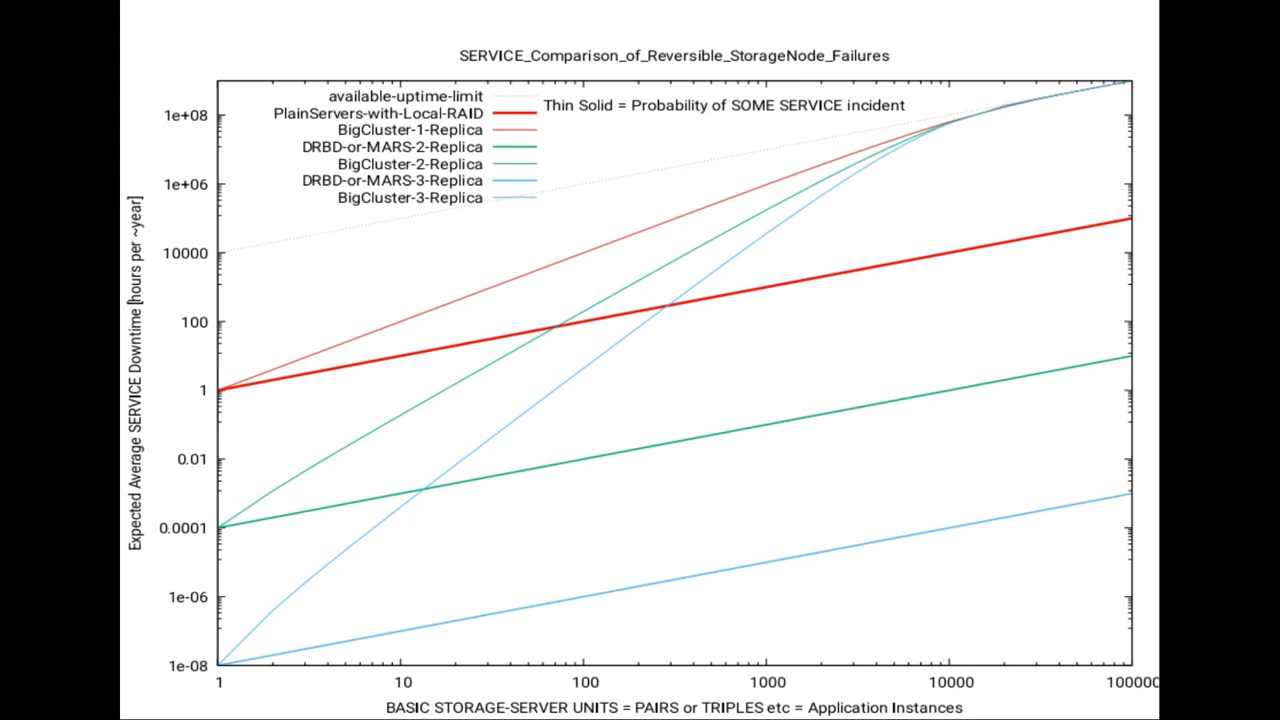 SERVICE_Comparison_of_Reversible_StorageNode_Failures
available-uptime-limit
Thin Solid = Probability of SOME SERVICE incident
PlainServers-with-Local-RAID
BigCluster-1-Replica
DRBD-or-MARS-2-Replica
BigCluster-2-Replica
DRBD-or-MARS-3-Replica
BigCluster-3-Replica
Expected Average SERVICE Downtime [hours per ~year]
1e+08
1e+06
10000
100
1
0.01
0.0001
1e-06
1e-08
1 10 100 1000 10000 100000
BASIC STORAGE-SERVER UNITS = PAIRS or TRIPLES etc = Application Instances